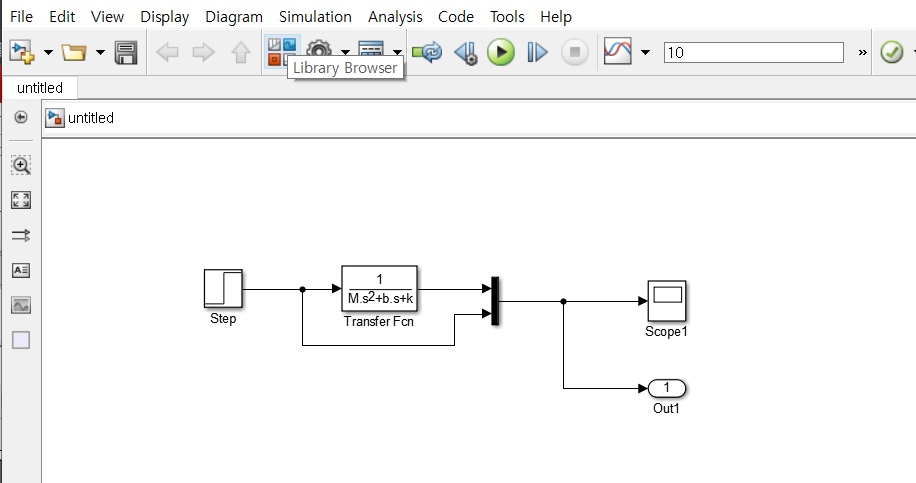 File Edit View Display Diagram Simulation Analysis Code Tools Help
10 »
Library Browser
untitled
untitled
1
M.s2+b.s+k
Step
Transfer Fcn
Scope1
1
Out1